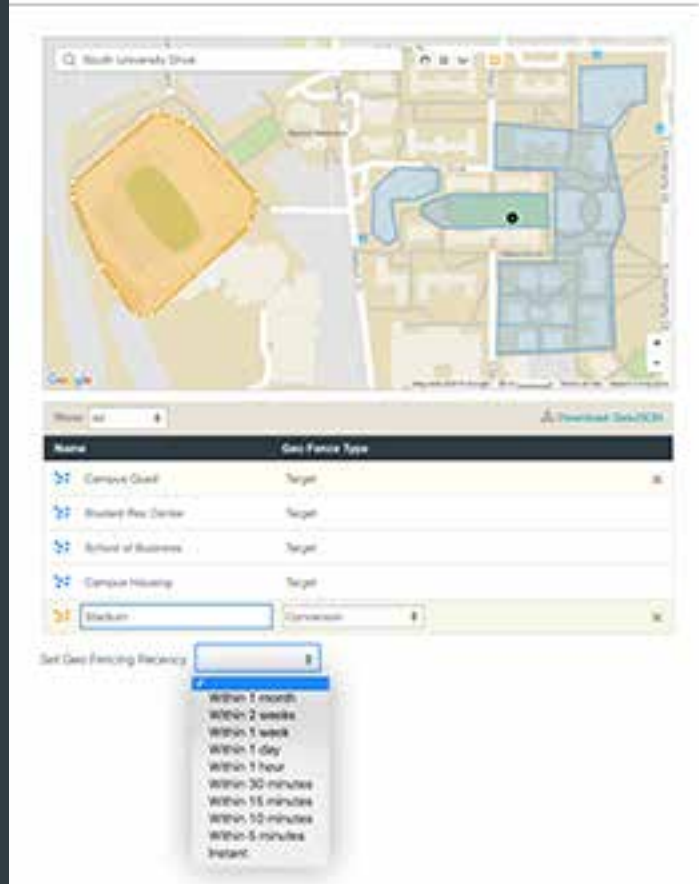 South University Drive
Google
Show all
Download GeoJSON
Name Geo Fence Type
Campus Quad Target
Student Rec Center Target
School of Business Target
Campus Housing Target
Stadium Conversion
Set Geo Fencing Recency
Within 1 month
Within 2 weeks
Within 1 week
Within 1 day
Within 1 hour
Within 30 minutes
Within 15 minutes
Within 10 minutes
Within 5 minutes
Instant